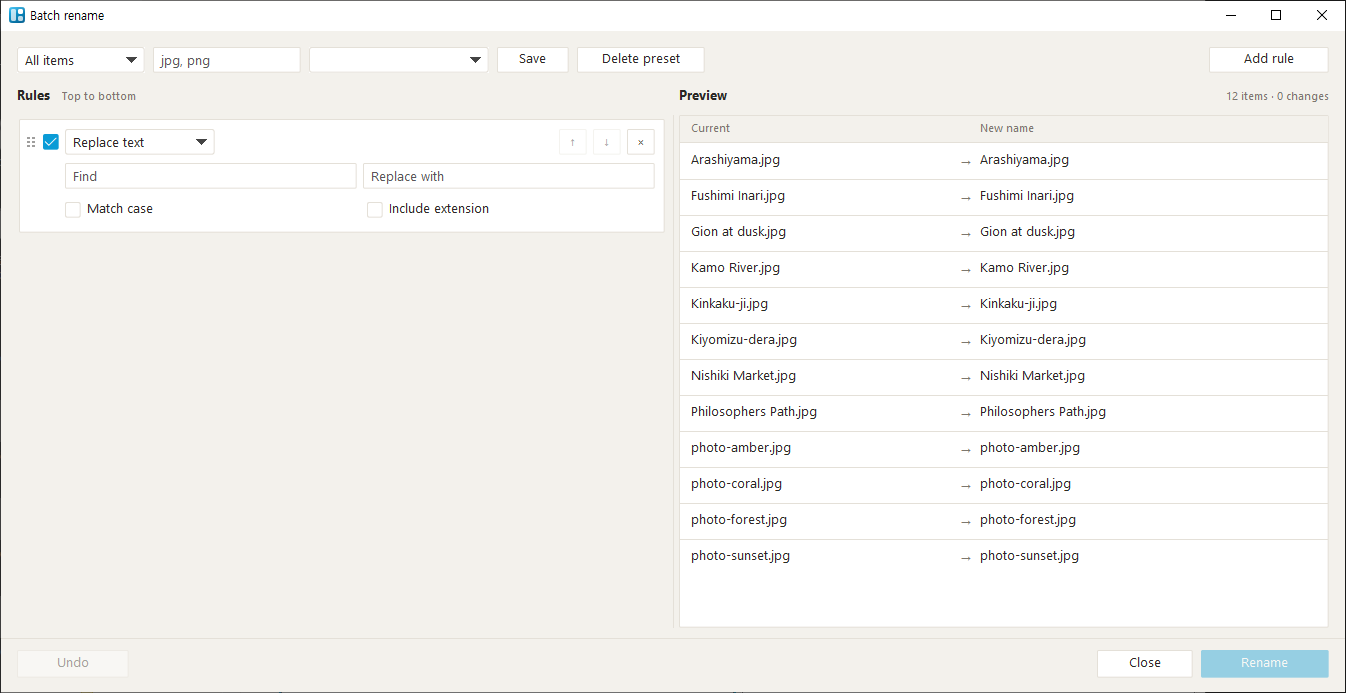 Batch rename
All items
jpg, png
Save
Delete preset
Add rule
Rules Top to bottom
Replace text
↑ ↓ ×
Find
Replace with
Match case
Include extension
Preview
12 items · 0 changes
Current New name
Arashiyama.jpg → Arashiyama.jpg
Fushimi Inari.jpg → Fushimi Inari.jpg
Gion at dusk.jpg → Gion at dusk.jpg
Kamo River.jpg → Kamo River.jpg
Kinkaku-ji.jpg → Kinkaku-ji.jpg
Kiyomizu-dera.jpg → Kiyomizu-dera.jpg
Nishiki Market.jpg → Nishiki Market.jpg
Philosophers Path.jpg → Philosophers Path.jpg
photo-amber.jpg → photo-amber.jpg
photo-coral.jpg → photo-coral.jpg
photo-forest.jpg → photo-forest.jpg
photo-sunset.jpg → photo-sunset.jpg
Undo
Close
Rename